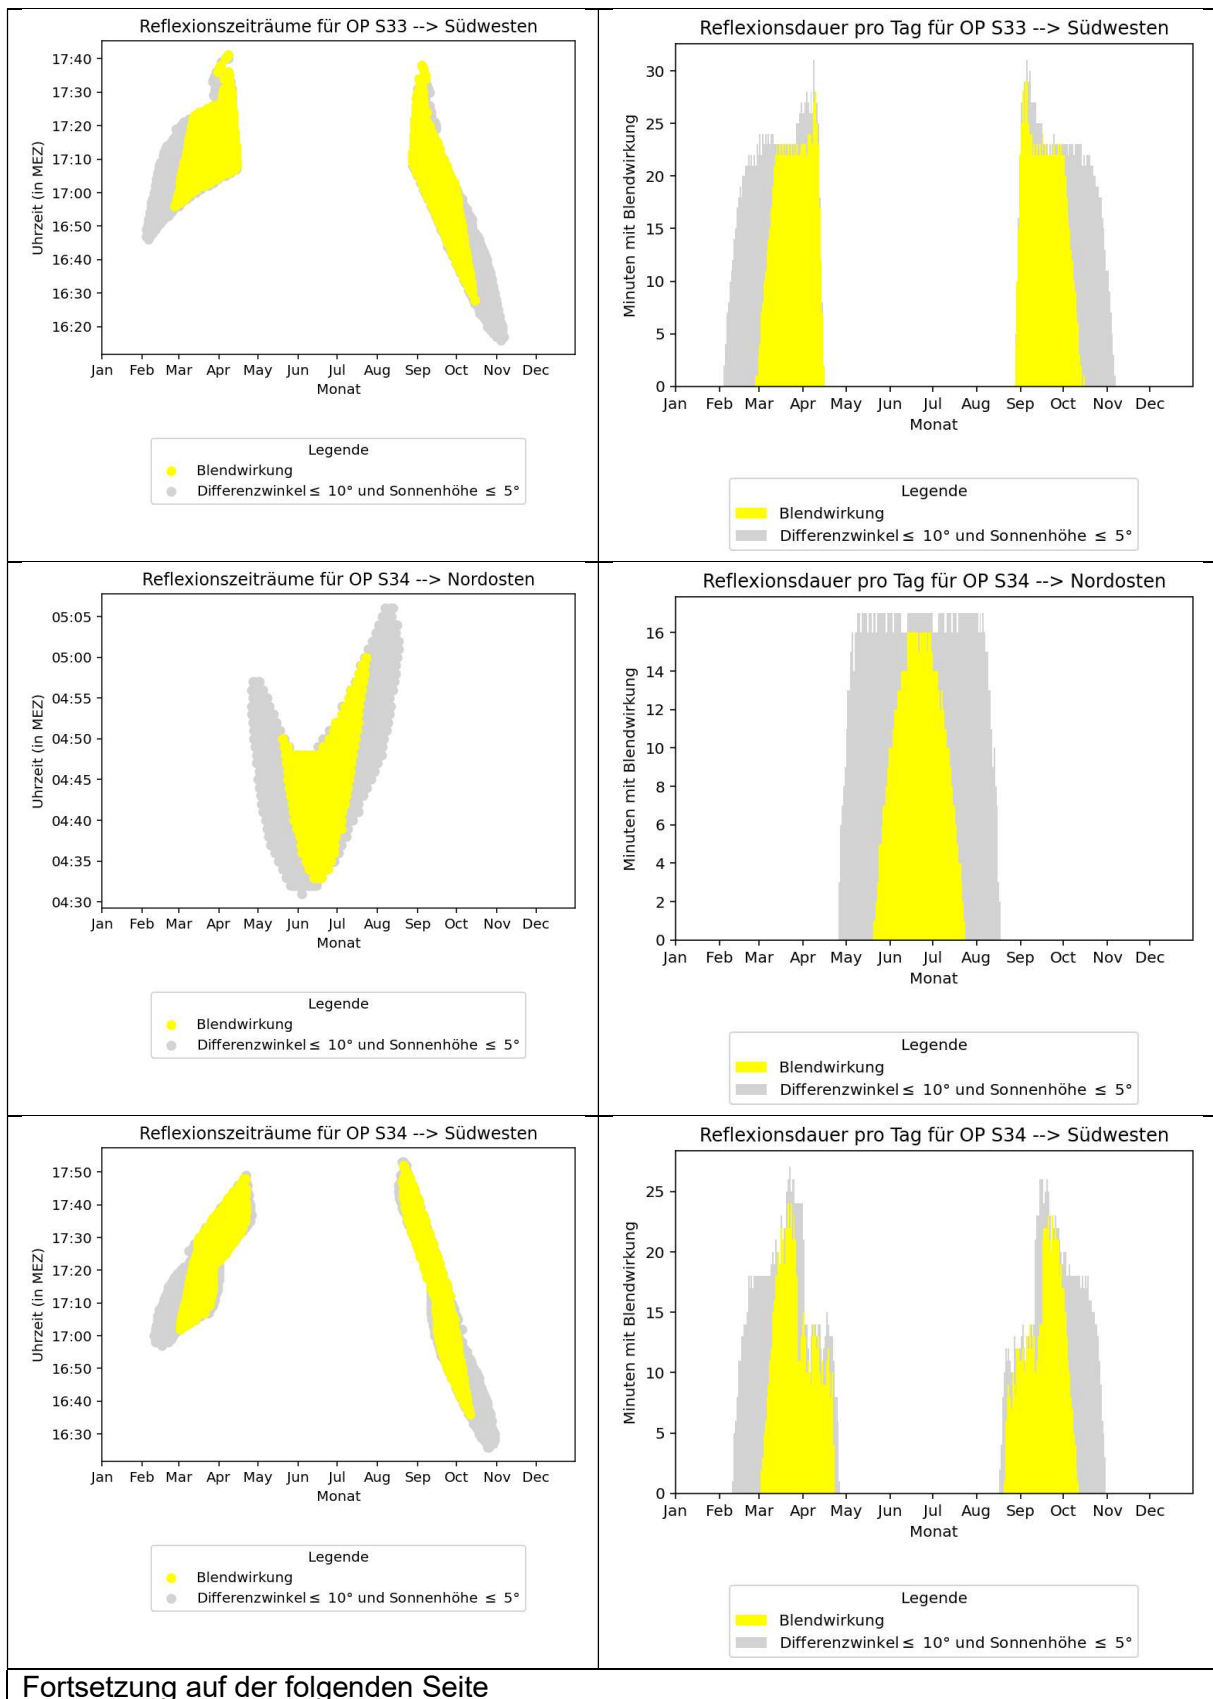 Reflexionszeiträume für OP S33 --> Südwesten
Uhrzeit (in MEZ)
17:40
17:30
17:20
17:10
17:00
16:50
16:40
16:30
16:20
Jan Feb Mar Apr May Jun Jul Aug Sep Oct Nov Dec
Monat
Legende
Blendwirkung
Differenzwinkel ≤ 10° und Sonnenhöhe ≤ 5°
Reflexionsdauer pro Tag für OP S33 --> Südwesten
Minuten mit Blendwirkung
30
25
20
15
10
5
0
Jan Feb Mar Apr May Jun Jul Aug Sep Oct Nov Dec
Monat
Legende
Blendwirkung
Differenzwinkel ≤ 10° und Sonnenhöhe ≤ 5°
Reflexionszeiträume für OP S34 --> Nordosten
Uhrzeit (in MEZ)
05:05
05:00
04:55
04:50
04:45
04:40
04:35
04:30
Jan Feb Mar Apr May Jun Jul Aug Sep Oct Nov Dec
Monat
Legende
Blendwirkung
Differenzwinkel ≤ 10° und Sonnenhöhe ≤ 5°
Reflexionsdauer pro Tag für OP S34 --> Nordosten
Minuten mit Blendwirkung
16
14
12
10
8
6
4
2
0
Jan Feb Mar Apr May Jun Jul Aug Sep Oct Nov Dec
Monat
Legende
Blendwirkung
Differenzwinkel ≤ 10° und Sonnenhöhe ≤ 5°
Reflexionszeiträume für OP S34 --> Südwesten
Uhrzeit (in MEZ)
17:50
17:40
17:30
17:20
17:10
17:00
16:50
16:40
16:30
Jan Feb Mar Apr May Jun Jul Aug Sep Oct Nov Dec
Monat
Legende
Blendwirkung
Differenzwinkel ≤ 10° und Sonnenhöhe ≤ 5°
Reflexionsdauer pro Tag für OP S34 --> Südwesten
Minuten mit Blendwirkung
25
20
15
10
5
0
Jan Feb Mar Apr May Jun Jul Aug Sep Oct Nov Dec
Monat
Legende
Blendwirkung
Differenzwinkel ≤ 10° und Sonnenhöhe ≤ 5°
Fortsetzung auf der folgenden Seite